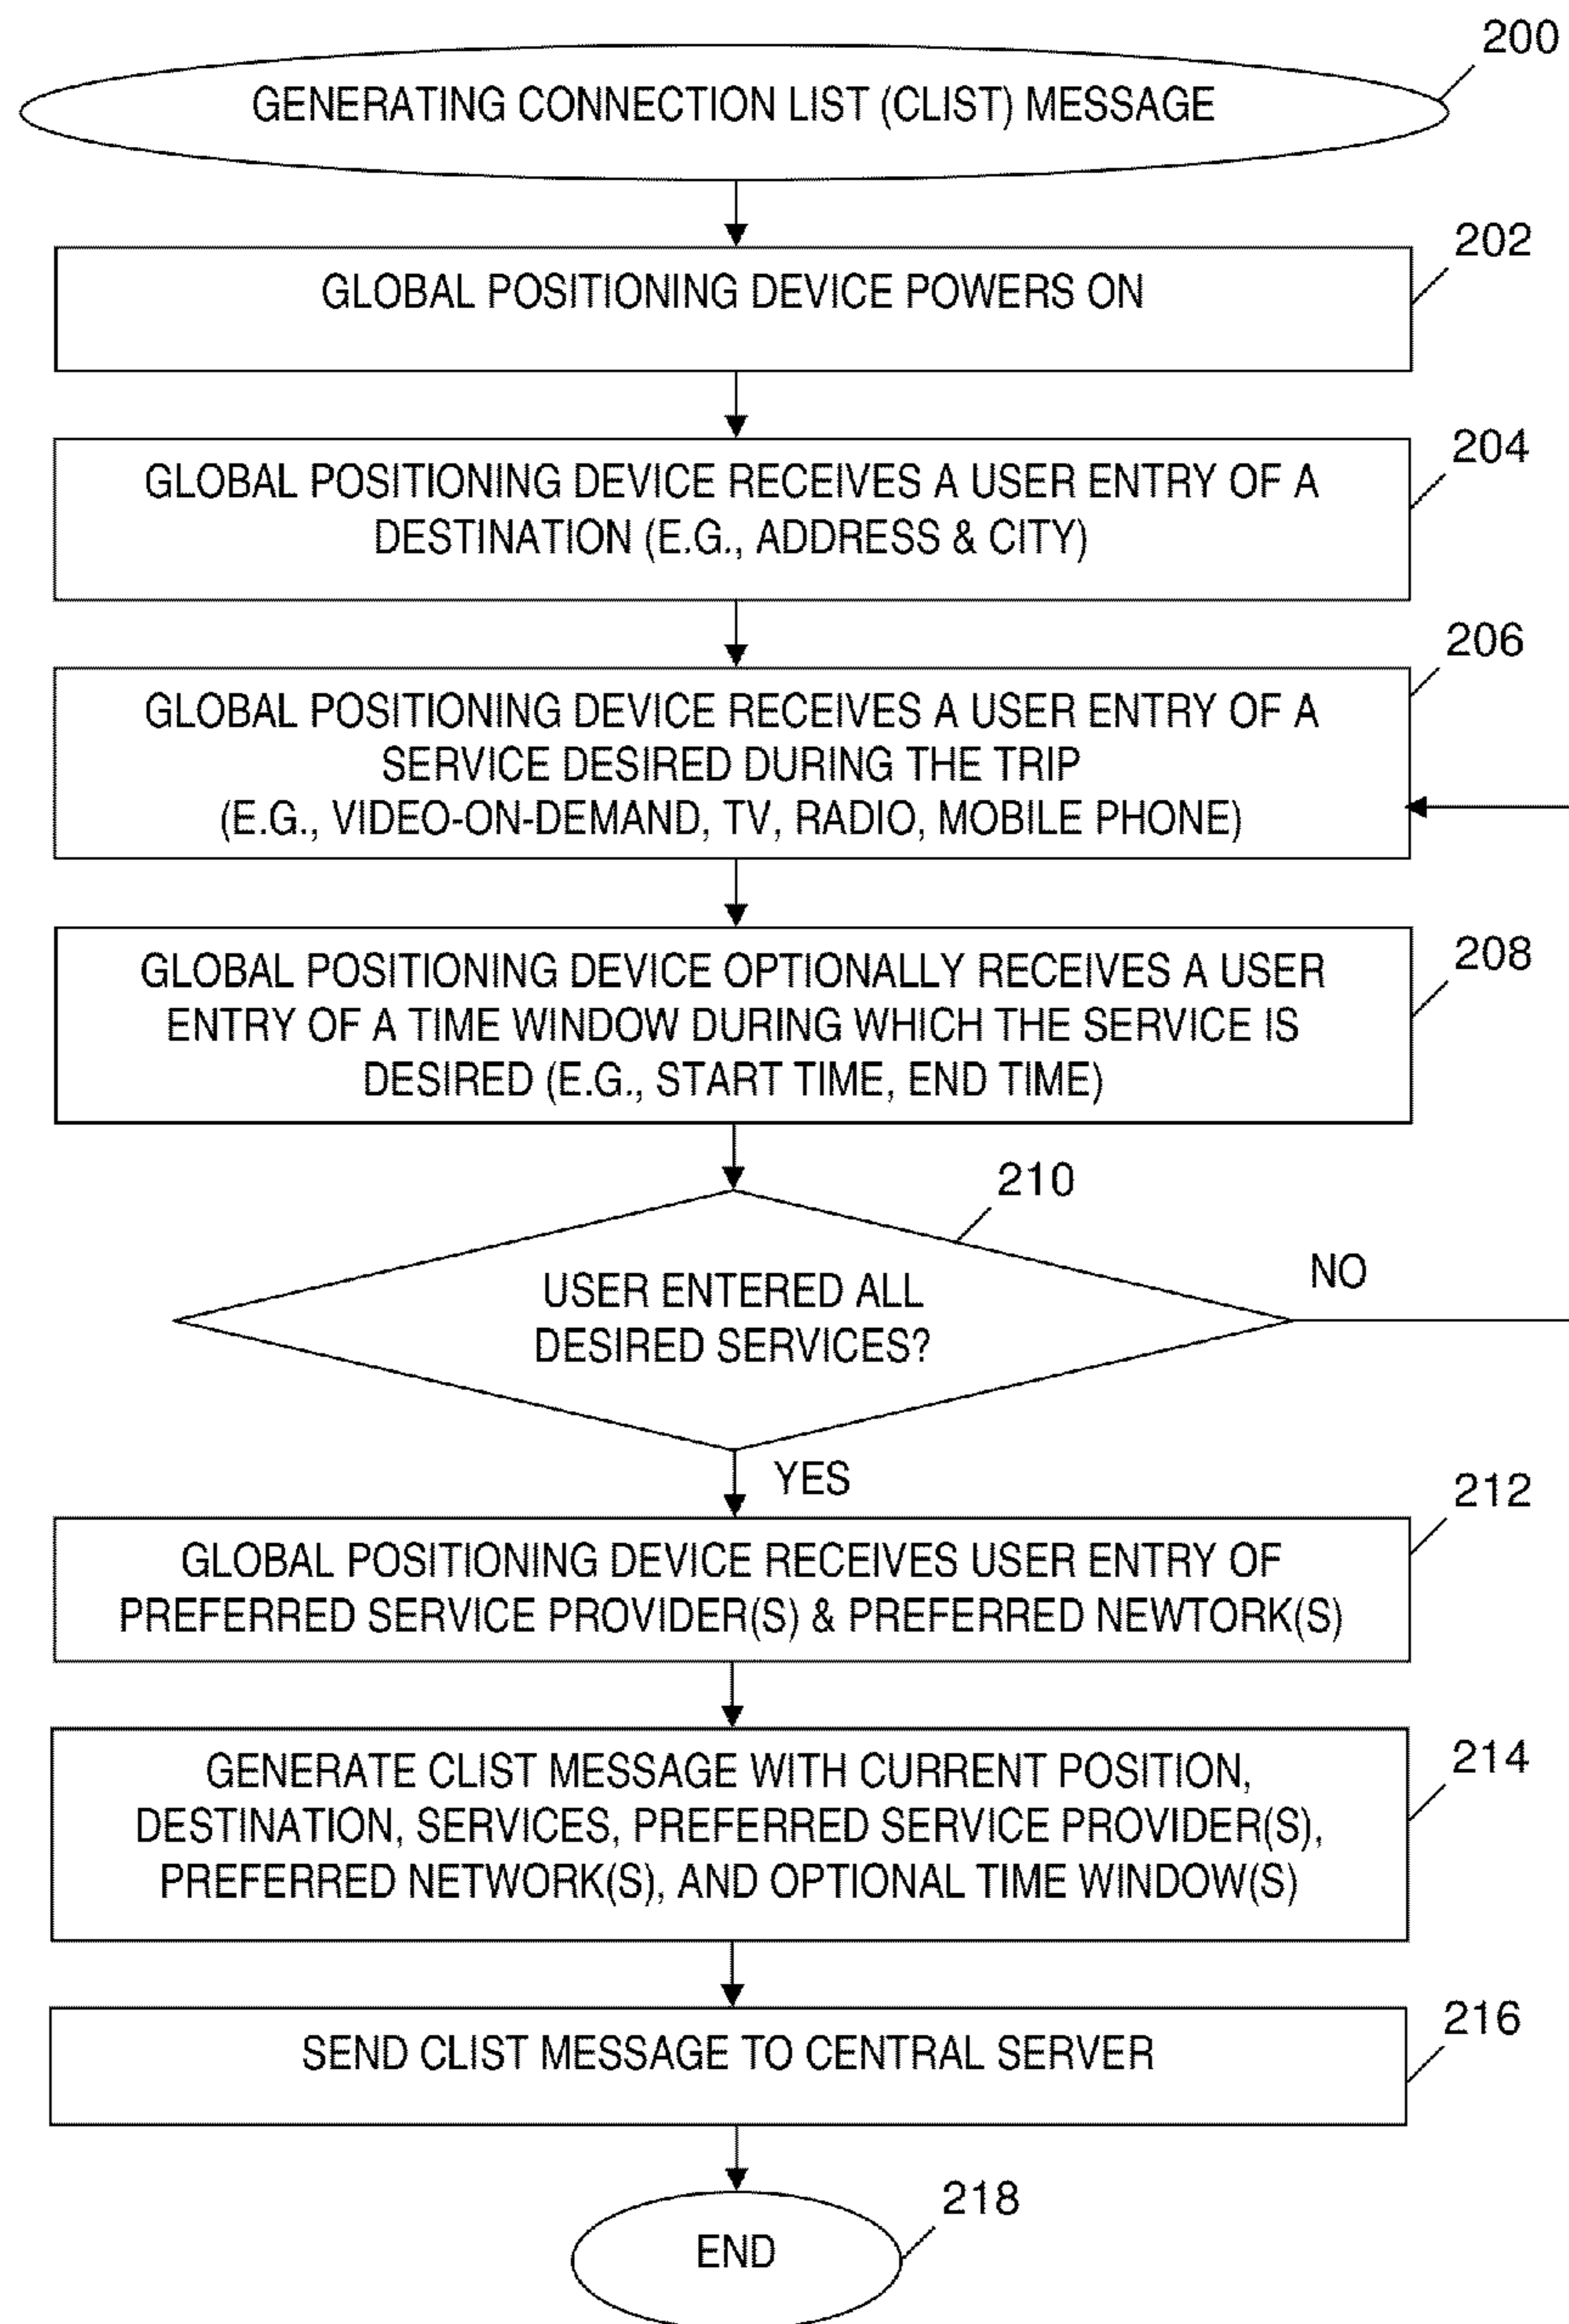 200
GENERATING CONNECTION LIST (CLIST) MESSAGE
202
GLOBAL POSITIONING DEVICE POWERS ON
204
GLOBAL POSITIONING DEVICE RECEIVES A USER ENTRY OF A
DESTINATION (E.G., ADDRESS & CITY)
206
GLOBAL POSITIONING DEVICE RECEIVES A USER ENTRY OF A
SERVICE DESIRED DURING THE TRIP
(E.G., VIDEO-ON-DEMAND, TV, RADIO, MOBILE PHONE)
208
GLOBAL POSITIONING DEVICE OPTIONALLY RECEIVES A USER
ENTRY OF A TIME WINDOW DURING WHICH THE SERVICE IS
DESIRED (E.G., START TIME, END TIME)
210
USER ENTERED ALL
DESIRED SERVICES?
NO
YES
212
GLOBAL POSITIONING DEVICE RECEIVES USER ENTRY OF
PREFERRED SERVICE PROVIDER(S) & PREFERRED NEWTORK(S)
214
GENERATE CLIST MESSAGE WITH CURRENT POSITION,
DESTINATION, SERVICES, PREFERRED SERVICE PROVIDER(S),
PREFERRED NETWORK(S), AND OPTIONAL TIME WINDOW(S)
216
SEND CLIST MESSAGE TO CENTRAL SERVER
218
END